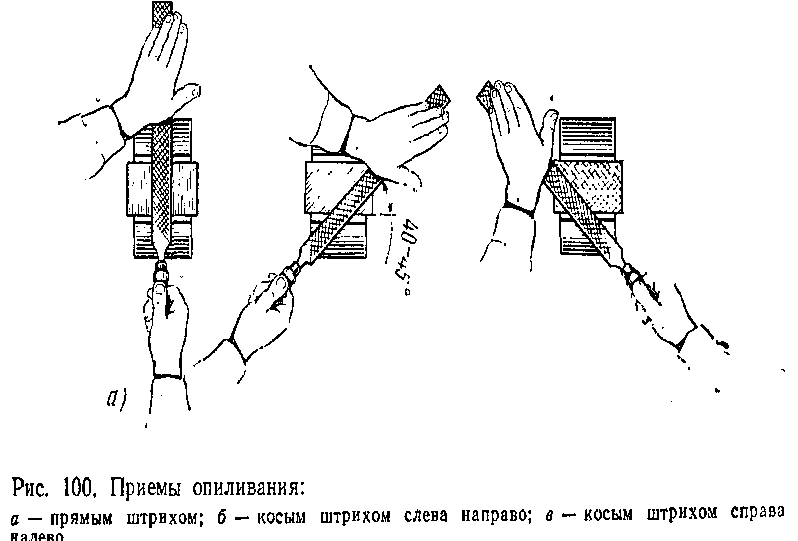 40-45°
а)
Рис. 100. Приемы опиливания:
а — прямым штрихом; б — косым штрихом слева направо; в — косым штрихом справа
налево